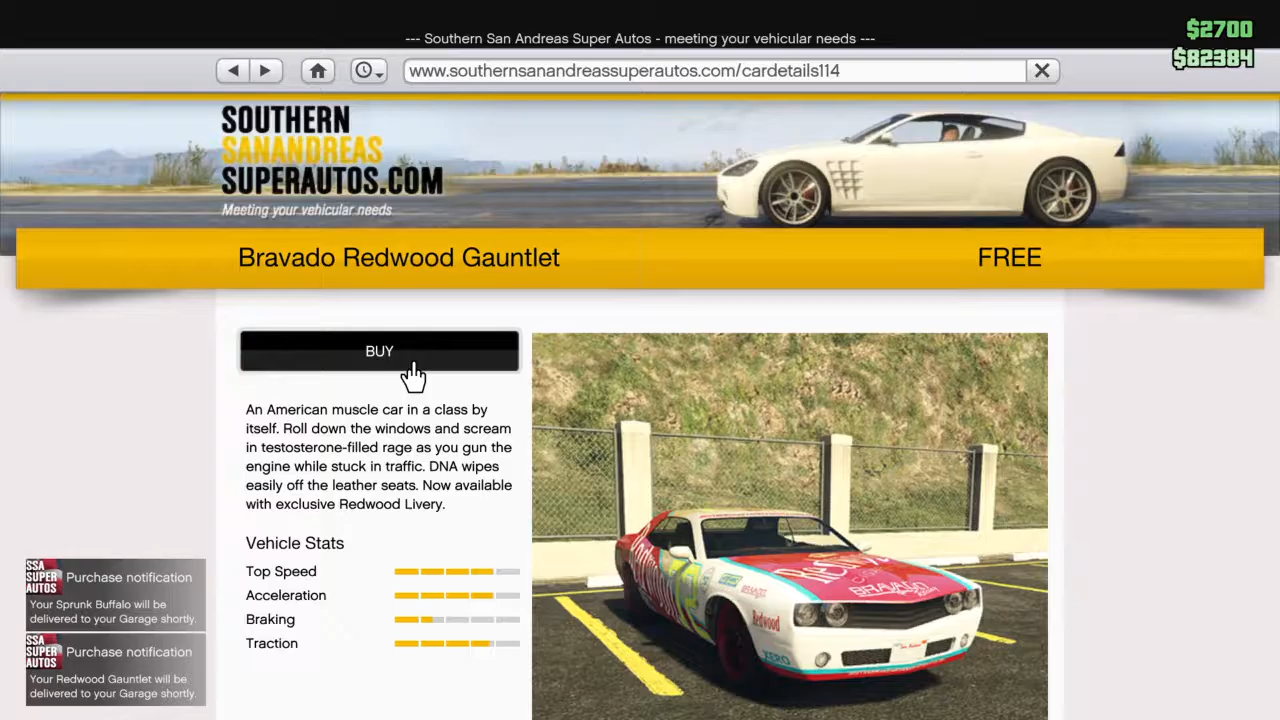 --- Southern San Andreas Super Autos - meeting your vehicular needs ---
$2700
$82384
www.southernsanandreassuperautos.com/cardetails114
SOUTHERN
SANANDREAS
SUPERAUTOS.COM
Meeting your vehicular needs
Bravado Redwood Gauntlet
FREE
BUY
An American muscle car in a class by
itself. Roll down the windows and scream
in testosterone-filled rage as you gun the
engine while stuck in traffic. DNA wipes
easily off the leather seats. Now available
with exclusive Redwood Livery.
Vehicle Stats
Top Speed
Acceleration
Braking
Traction
SSA
SUPER
AUTOS
Purchase notification
Your Sprunk Buffalo will be
delivered to your Garage shortly.
SSA
SUPER
AUTOS
Purchase notification
Your Redwood Gauntlet will be
delivered to your Garage shortly.
Redwood
BRAVADO
Redwood
XERO